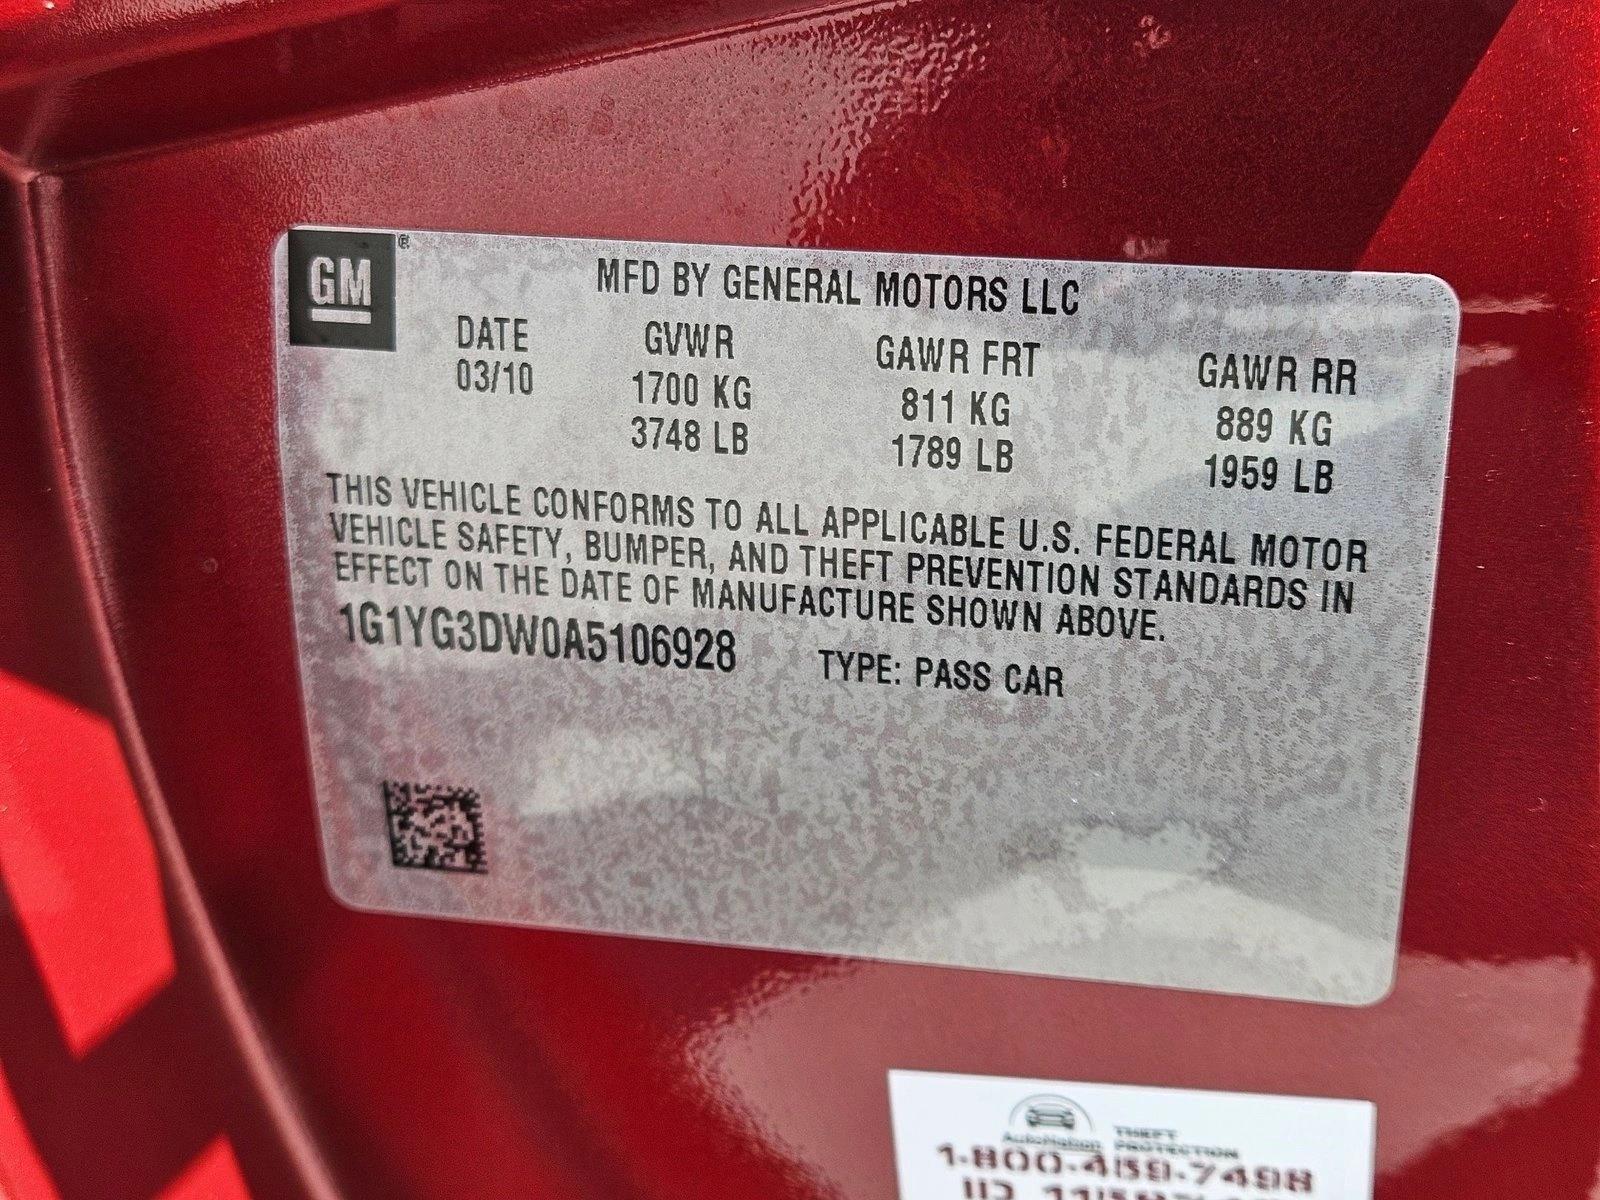 GM
MFD BY GENERAL MOTORS LLC
DATE GVWR GAWR FRT GAWR RR
03/10 1700 KG 811 KG 889 KG
3748 LB 1789 LB 1959 LB
THIS VEHICLE CONFORMS TO ALL APPLICABLE U.S. FEDERAL MOTOR
VEHICLE SAFETY, BUMPER, AND THEFT PREVENTION STANDARDS IN
EFFECT ON THE DATE OF MANUFACTURE SHOWN ABOVE.
1G1YG3DW0A5106928 TYPE: PASS CAR
AutoNation THEFT
PROTECTION
1-800-459-7498